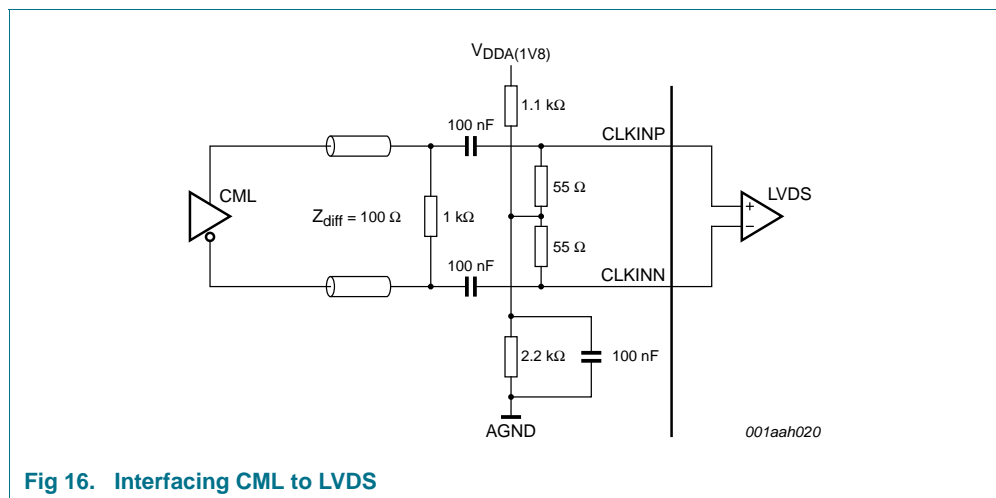 VDDA(1V8)
1.1 kΩ
100 nF
CLKINP
CML
55 Ω
LVDS
Zdiff = 100 Ω
1 kΩ
+
−
55 Ω
100 nF
CLKINN
2.2 kΩ
100 nF
AGND
001aah020
Fig 16. Interfacing CML to LVDS